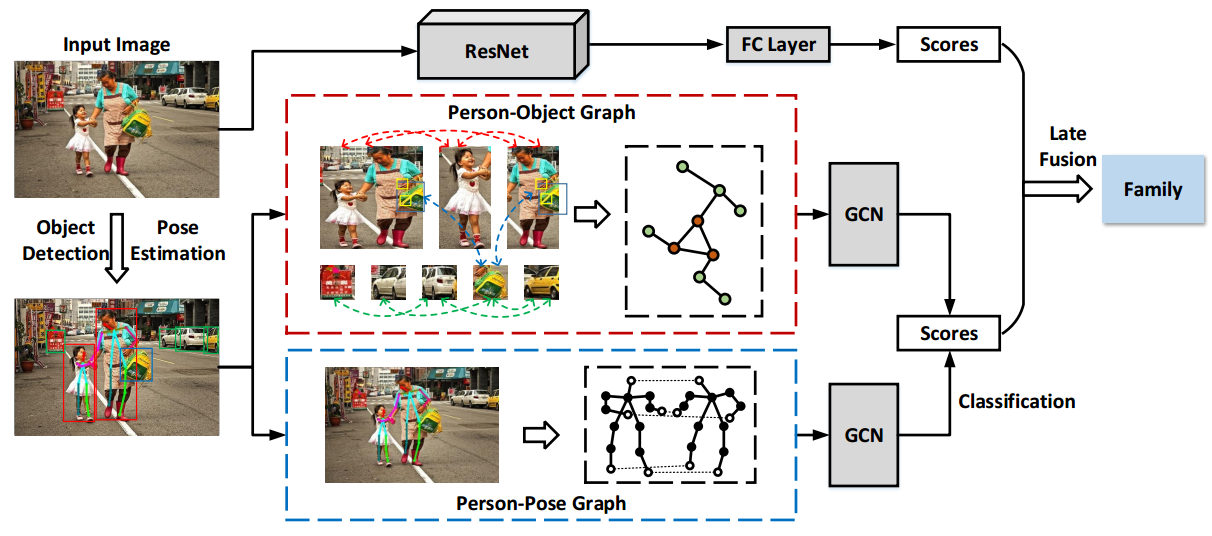 Input Image
ResNet
FC Layer
Scores
Person-Object Graph
Late
Fusion
Family
GCN
Object
Detection
Pose
Estimation
Scores
Classification
GCN
Person-Pose Graph